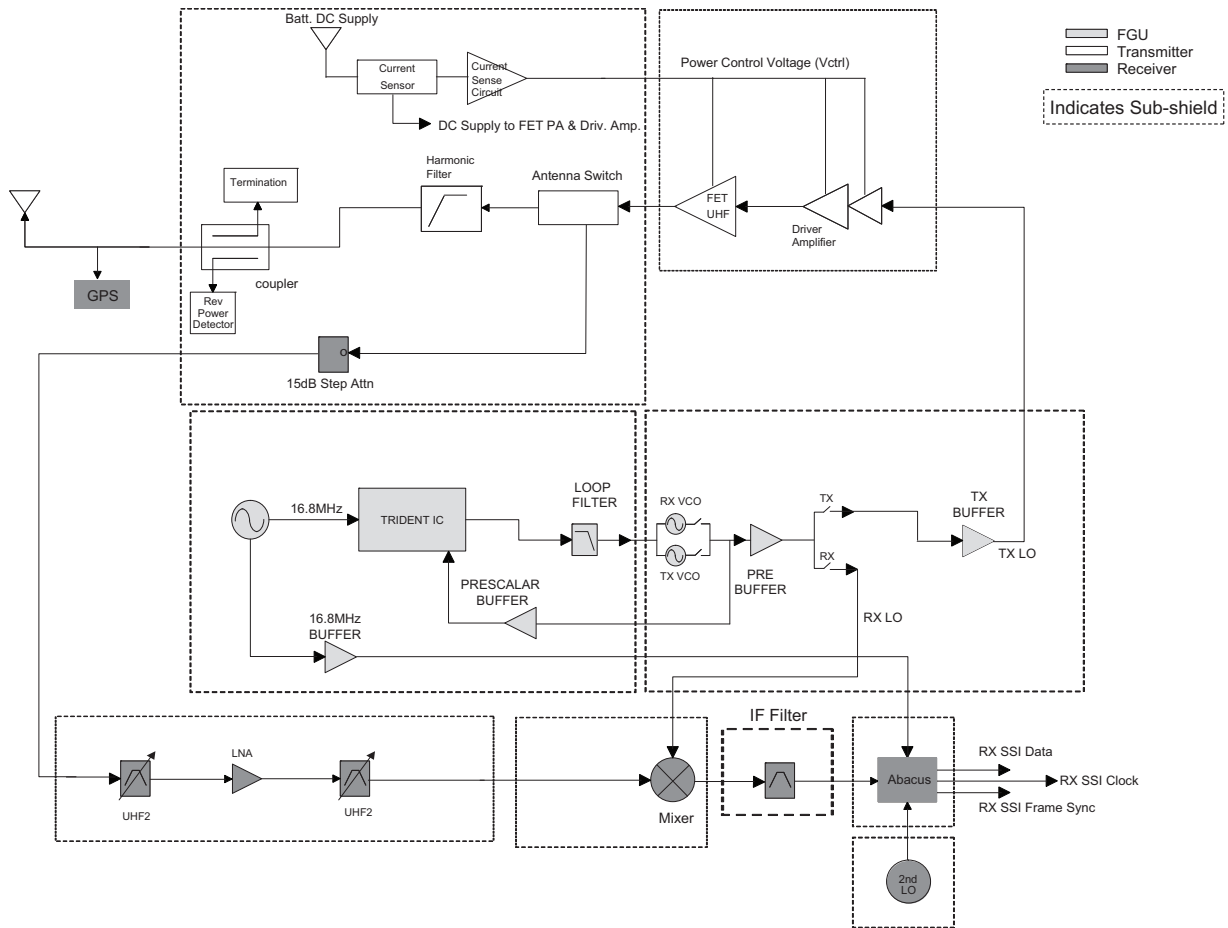 Batt. DC Supply
FGU
Transmitter
Receiver
Indicates Sub-shield
Current
Sensor
Current
Sense
Circuit
Power Control Voltage (Vctrl)
DC Supply to FET PA & Driv. Amp.
Harmonic
Filter
Antenna Switch
Termination
FET
UHF
Driver
Amplifier
coupler
GPS
Rev
Power
Detector
15dB Step Attn
16.8MHz
TRIDENT IC
LOOP
FILTER
RX VCO
TX VCO
PRE
BUFFER
TX
RX
TX
BUFFER
TX LO
PRESCALAR
BUFFER
16.8MHz
BUFFER
RX LO
UHF2
LNA
UHF2
Mixer
IF Filter
Abacus
RX SSI Data
RX SSI Clock
RX SSI Frame Sync
2nd
LO